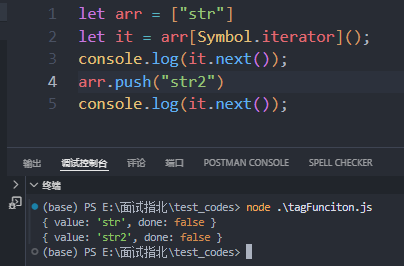 1 let arr = ["str"]
2 let it = arr[Symbol.iterator]();
3 console.log(it.next());
4 arr.push("str2")
5 console.log(it.next());
输出 调试控制台 评论 端口 POSTMAN CONSOLE SPELL CHECKER
终端
(base) PS E:\面试指北\test_codes> node .\tagFunciton.js
{ value: 'str', done: false }
{ value: 'str2', done: false }
(base) PS E:\面试指北\test_codes>